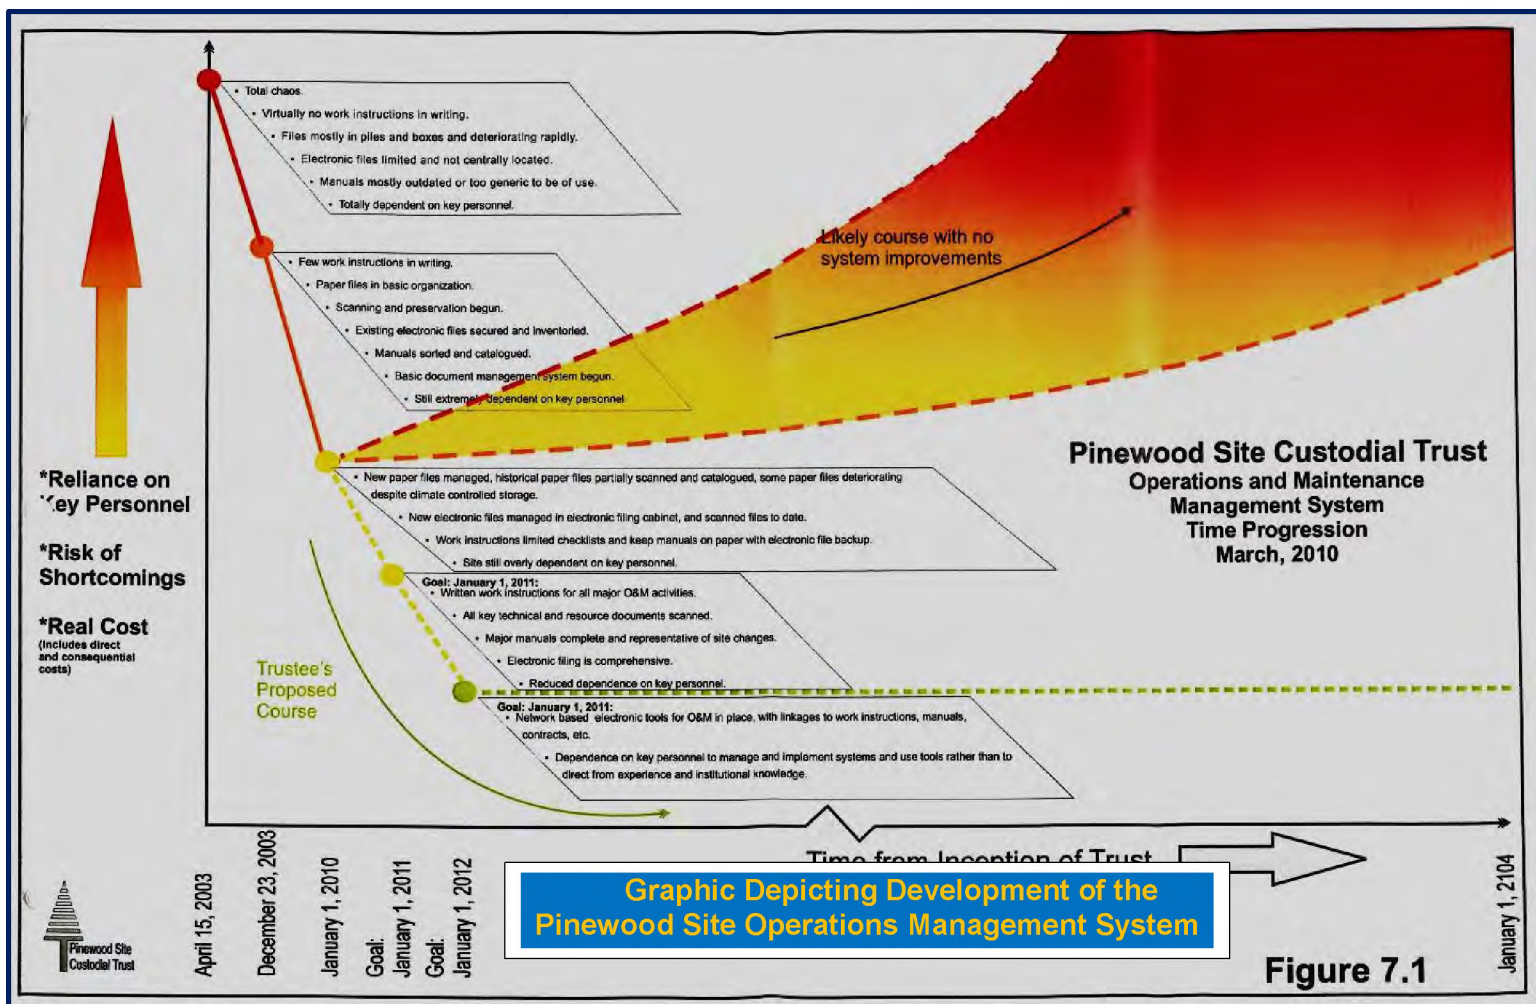 • Total chaos.
• Virtually no work instructions in writing.
• Files mostly in piles and boxes and deteriorating rapidly.
• Electronic files limited and not centrally located.
• Manuals mostly outdated or too generic to be of use.
• Totally dependent on key personnel.
• Few work instructions in writing.
• Paper files in basic organization.
• Scanning and preservation begun.
• Existing electronic files secured and inventoried.
• Manuals sorted and catalogued.
• Basic document management system begun.
• Still extremely dependent on key personnel
Likely course with no
system improvements
Pinewood Site Custodial Trust
Operations and Maintenance
Management System
Time Progression
March, 2010
*Reliance on
Key Personnel
*Risk of
Shortcomings
*Real Cost
(includes direct
and consequential
costs)
• New paper files managed, historical paper files partially scanned and catalogued, some paper files deteriorating
despite climate controlled storage.
• New electronic files managed in electronic filing cabinet, and scanned files to date.
• Work instructions limited checklists and keep manuals on paper with electronic file backup.
• Site still overly dependent on key personnel.
Goal: January 1, 2011:
• Written work instructions for all major O&M activities.
• All key technical and resource documents scanned.
• Major manuals complete and representative of site changes.
• Electronic filing is comprehensive.
• Reduced dependence on key personnel.
Trustee's
Proposed
Course
Goal: January 1, 2011:
• Network based electronic tools for O&M in place, with linkages to work instructions, manuals,
contracts, etc.
• Dependence on key personnel to manage and implement systems and use tools rather than to
direct from experience and institutional knowledge.
April 15, 2003
December 23, 2003
January 1, 2010
Goal:
January 1, 2011
Goal:
January 1, 2012
Time from Inception of Trust
January 1, 2104
Graphic Depicting Development of the
Pinewood Site Operations Management System
Figure 7.1
Pinewood Site
Custodial Trust